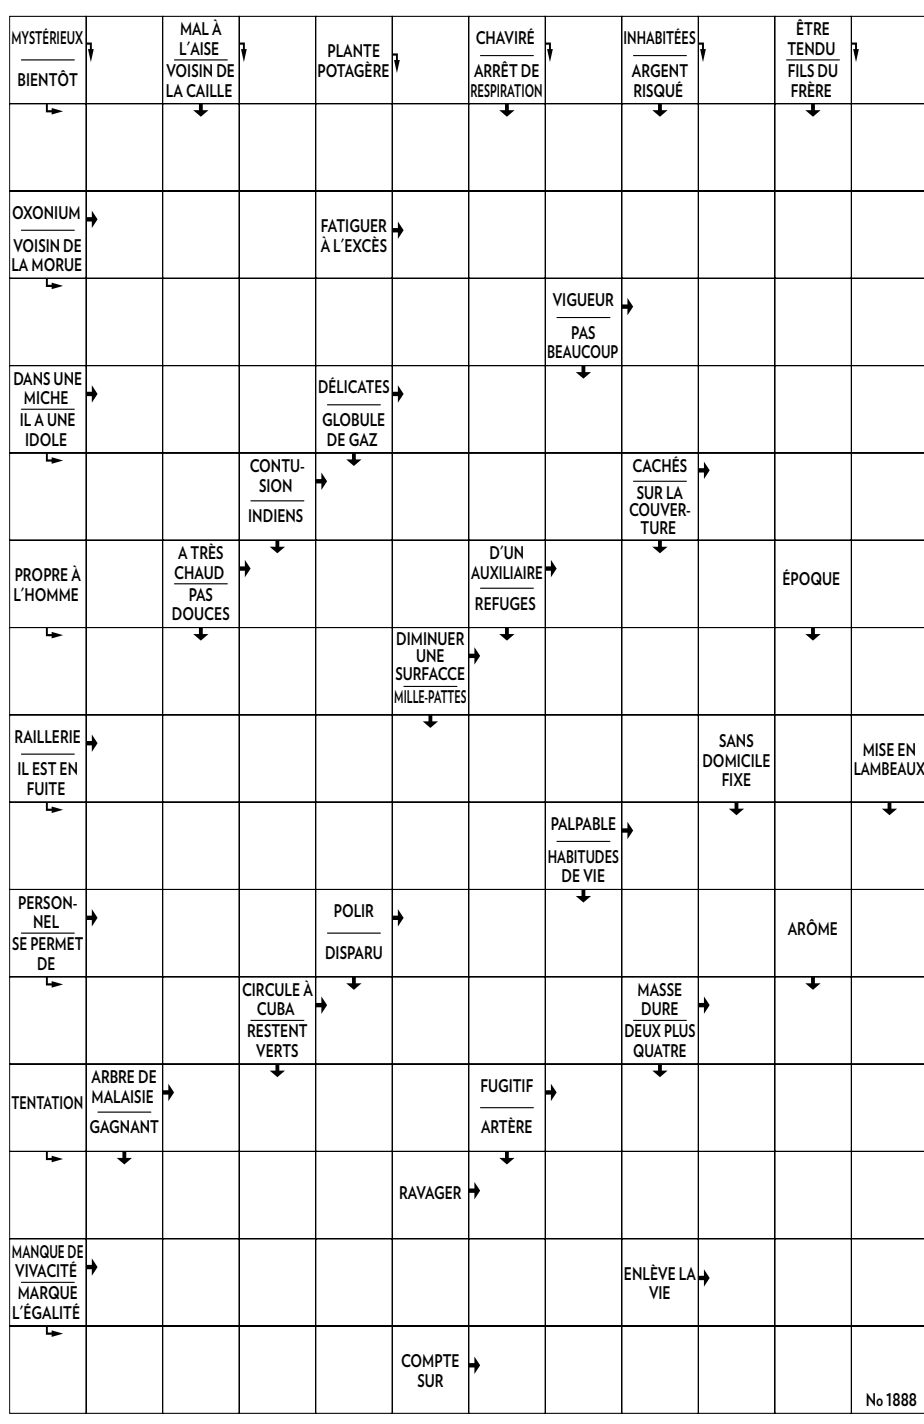 MYSTÉRIEUX
BIENTÔT
MAL À
L'AISE
VOISIN DE
LA CAILLE
PLANTE
POTAGÈRE
CHAVIRÉ
ARRÊT DE
RESPIRATION
INHABITÉES
ARGENT
RISQUÉ
ÊTRE
TENDU
FILS DU
FRÈRE
OXONIUM
VOISIN DE
LA MORUE
FATIGUER
À L'EXCÈS
VIGUEUR
PAS
BEAUCOUP
DANS UNE
MICHE
IL A UNE
IDOLE
DÉLICATES
GLOBULE
DE GAZ
CONTU-
SION
INDIENS
CACHÉS
SUR LA
COUVER-
TURE
PROPRE À
L'HOMME
A TRÈS
CHAUD
PAS
DOUCES
D'UN
AUXILIAIRE
REFUGES
ÉPOQUE
DIMINUER
UNE
SURFACCE
MILLE-PATTES
RAILLERIE
IL EST EN
FUITE
SANS
DOMICILE
FIXE
MISE EN
LAMBEAUX
PALPABLE
HABITUDES
DE VIE
PERSON-
NEL
SE PERMET
DE
POLIR
DISPARU
ARÔME
CIRCULE À
CUBA
RESTENT
VERTS
MASSE
DURE
DEUX PLUS
QUATRE
TENTATION
ARBRE DE
MALAISIE
GAGNANT
FUGITIF
ARTÈRE
RAVAGER
MANQUE DE
VIVACITÉ
MARQUE
L'ÉGALITÉ
ENLÈVE LA
VIE
COMPTE
SUR
No 1888